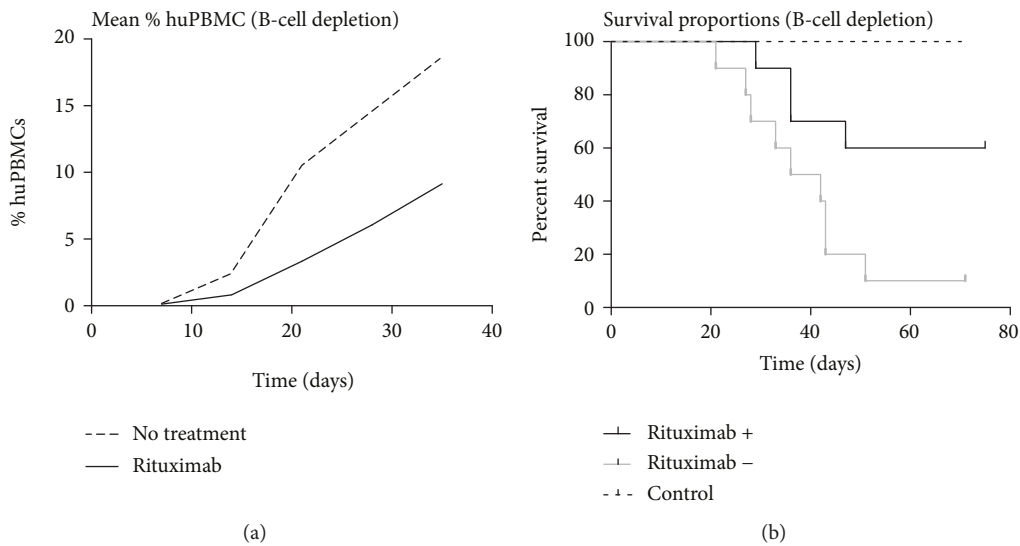 Mean % huPBMC (B-cell depletion)
20
15
10
5
0
% huPBMCs
0
10
20
30
40
Time (days)
No treatment
Rituximab
(a)
Survival proportions (B-cell depletion)
100
80
60
40
20
0
Percent survival
0
20
40
60
80
Time (days)
Rituximab +
Rituximab −
Control
(b)